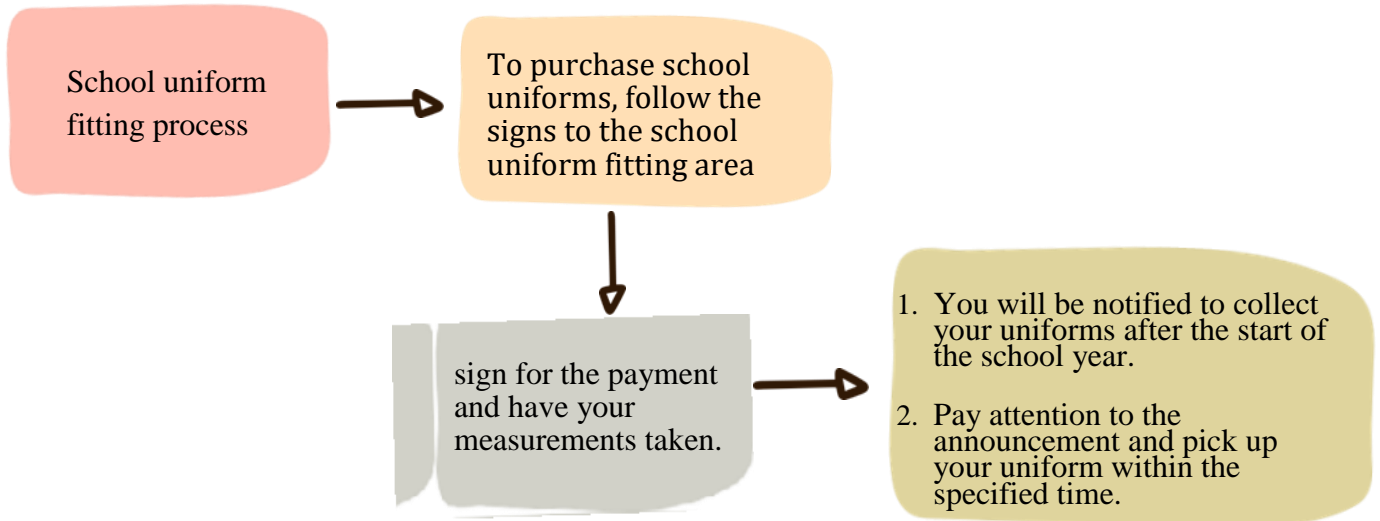 School uniform
fitting process
To purchase school
uniforms, follow the
signs to the school
uniform fitting area
sign for the payment
and have your
measurements taken.
1. You will be notified to collect
your uniforms after the start of
the school year.
2. Pay attention to the
announcement and pick up
your uniform within the
specified time.